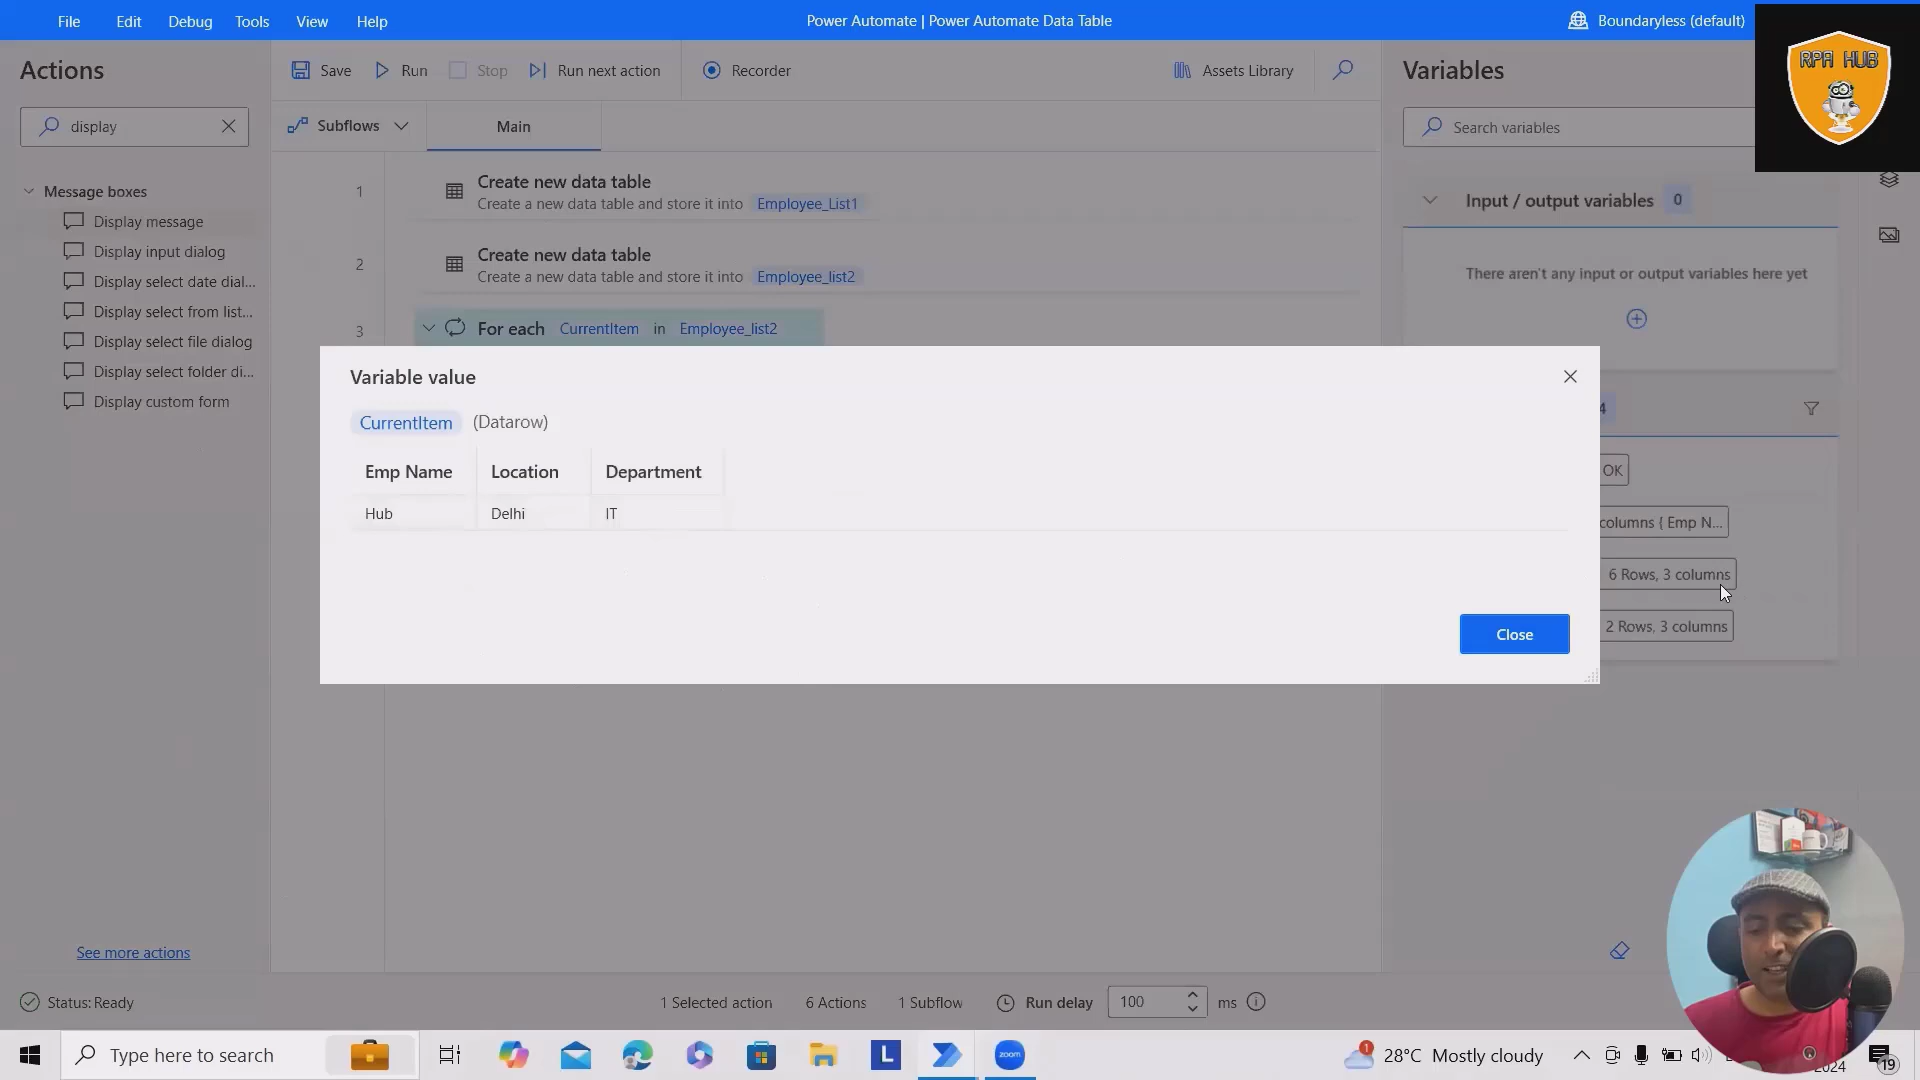 File Edit Debug Tools View Help
Power Automate | Power Automate Data Table
Boundaryless (default)
RPA HUB
Actions
Save Run Stop Run next action Recorder Assets Library
Variables
display
Subflows Main
Search variables
Message boxes
Display message
Display input dialog
Display select date dial...
Display select from list...
Display select file dialog
Display select folder di...
Display custom form
1 Create new data table
Create a new data table and store it into Employee_List1
2 Create new data table
Create a new data table and store it into Employee_list2
3 For each CurrentItem in Employee_list2
Input / output variables 0
There aren't any input or output variables here yet
Variable value
CurrentItem (Datarow)
Emp Name Location Department
Hub Delhi IT
Close
4
OK
columns { Emp N...
6 Rows, 3 columns
2 Rows, 3 columns
See more actions
Status: Ready
1 Selected action 6 Actions 1 Subflow Run delay 100 ms
Type here to search
L
zoom
1
28°C Mostly cloudy
2024
19